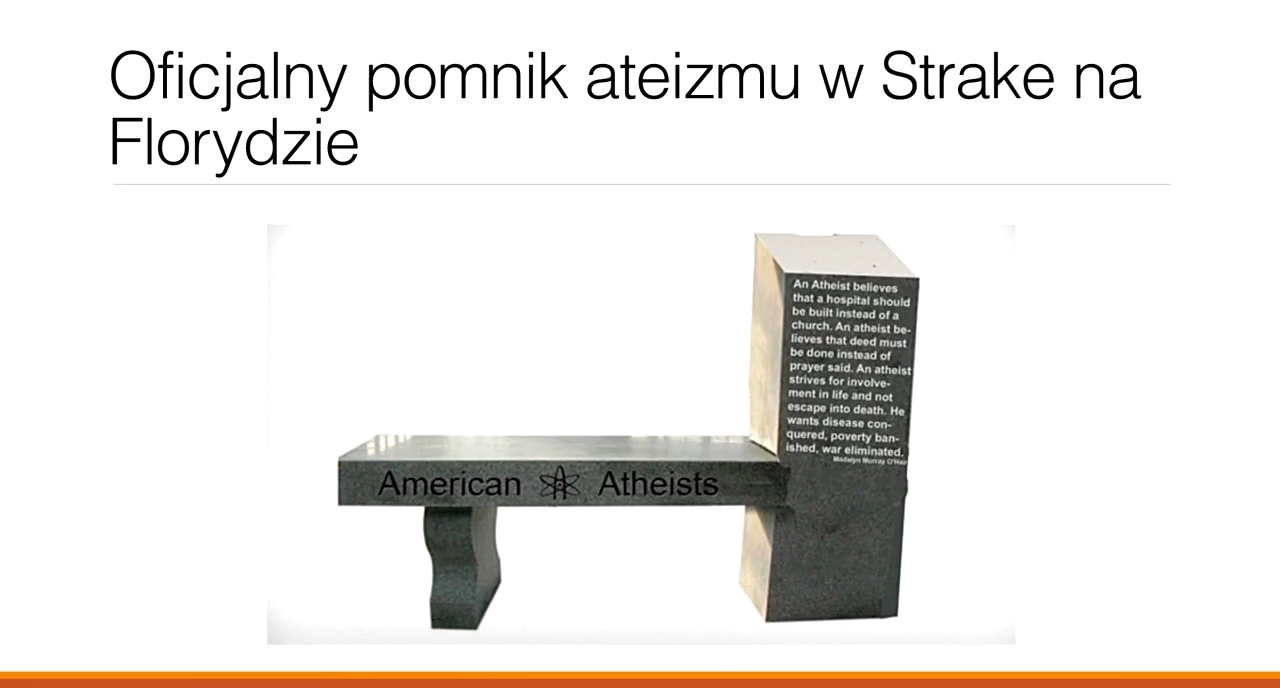 Oficjalny pomnik ateizmu w Strake na
Florydzie
An Atheist believes
that a hospital should
be built instead of a
church. An atheist be-
lieves that deed must
be done instead of
prayer said. An atheist
strives for involve-
ment in life and not
escape into death. He
wants disease con-
quered, poverty ban-
ished, war eliminated.
Madalyn Murray O'Hair
American Atheists